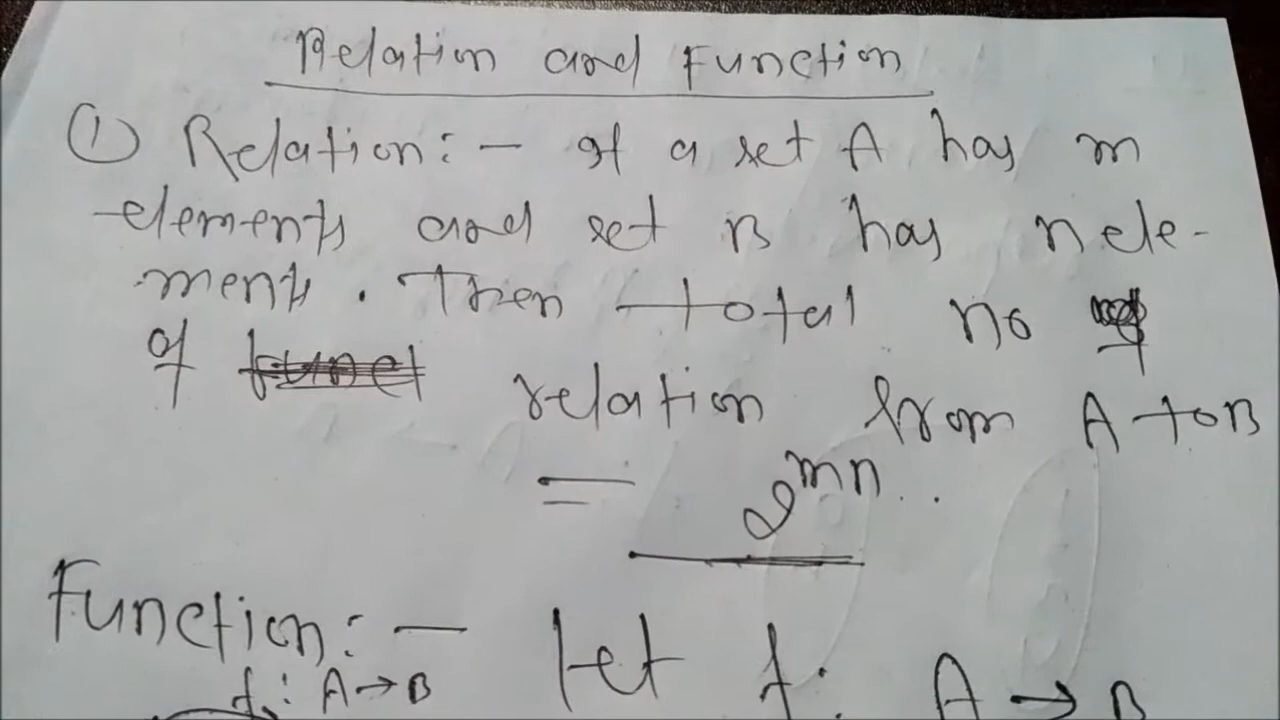 Relation and Function
① Relation:- If a set A has m
elements and set B has n ele-
ments. Then total no
of relation from A to B
= 2^mn..
Function:- let f: A→B
f: A→B